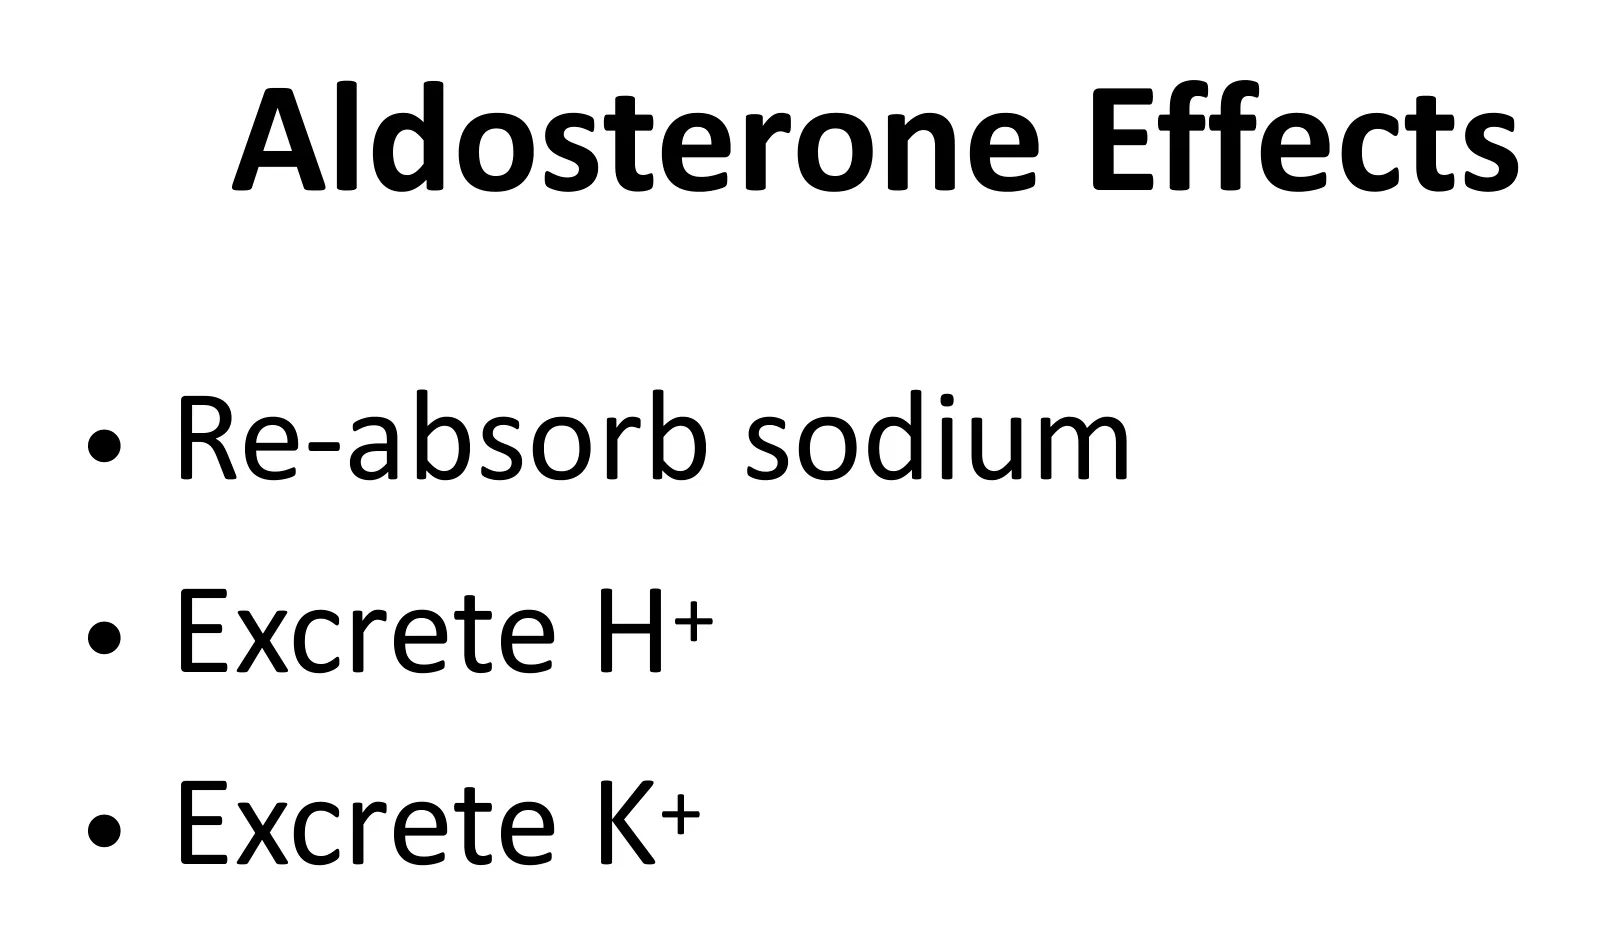 Aldosterone Effects
• Re-absorb sodium
• Excrete H⁺
• Excrete K⁺